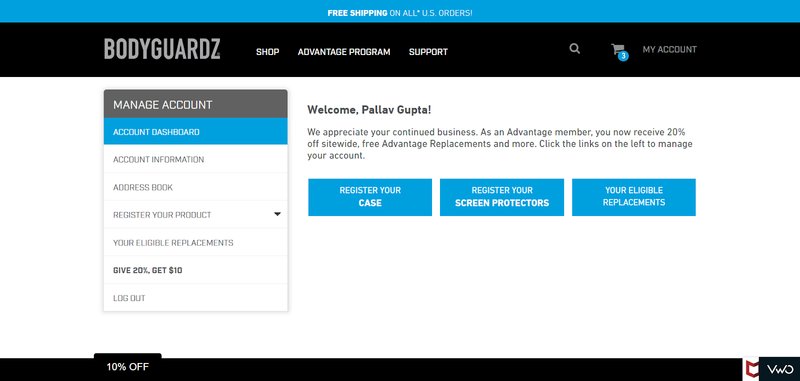 FREE SHIPPING ON ALL* U.S. ORDERS!
BODYGUARDZ
SHOP
ADVANTAGE PROGRAM
SUPPORT
3
MY ACCOUNT
MANAGE ACCOUNT
ACCOUNT DASHBOARD
ACCOUNT INFORMATION
ADDRESS BOOK
REGISTER YOUR PRODUCT
YOUR ELIGIBLE REPLACEMENTS
GIVE 20%, GET $10
LOG OUT
Welcome, Pallav Gupta!
We appreciate your continued business. As an Advantage member, you now receive 20%
off sitewide, free Advantage Replacements and more. Click the links on the left to manage
your account.
REGISTER YOUR
CASE
REGISTER YOUR
SCREEN PROTECTORS
YOUR ELIGIBLE
REPLACEMENTS
10% OFF
VWO